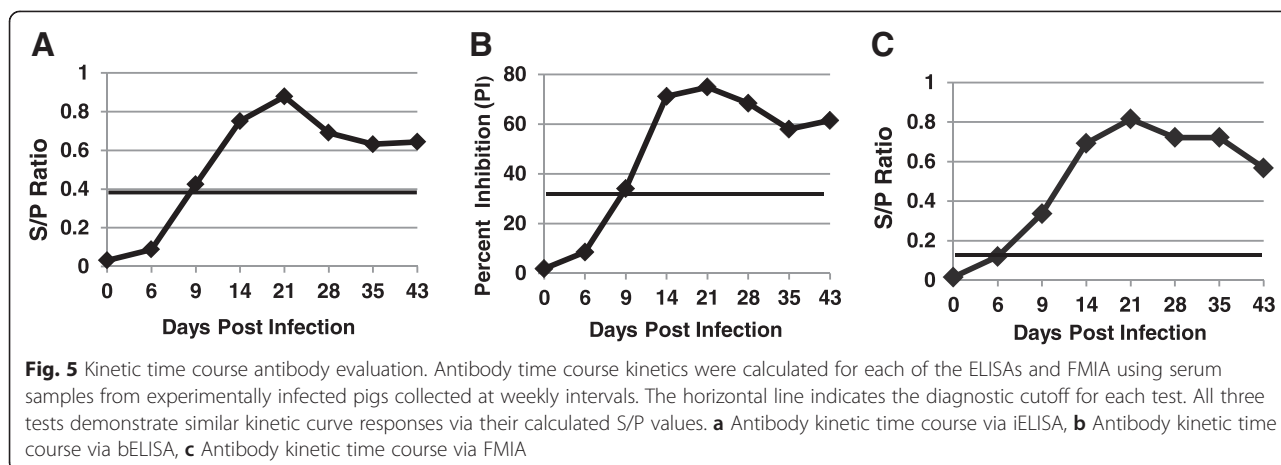 A
B
C
1
0.8
0.6
0.4
0.2
0
S/P Ratio
0 6 9 14 21 28 35 43
Days Post Infection
80
60
40
20
0
Percent Inhibition (PI)
0 6 9 14 21 28 35 43
Days Post Infection
1
0.8
0.6
0.4
0.2
0
S/P Ratio
0 6 9 14 21 28 35 43
Days Post Infection
Fig. 5 Kinetic time course antibody evaluation. Antibody time course kinetics were calculated for each of the ELISAs and FMIA using serum
samples from experimentally infected pigs collected at weekly intervals. The horizontal line indicates the diagnostic cutoff for each test. All three
tests demonstrate similar kinetic curve responses via their calculated S/P values. a Antibody kinetic time course via iELISA, b Antibody kinetic time
course via bELISA, c Antibody kinetic time course via FMIA